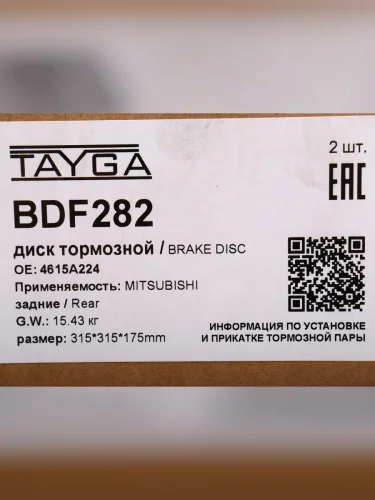 TAYGA
2 шт.
EAC
BDF282
диск тормозной / BRAKE DISC
OE: 4615A224
Применяемость: MITSUBISHI
задние / Rear
G.W.: 15.43 кг
размер: 315*315*175mm
ИНФОРМАЦИЯ ПО УСТАНОВКЕ
И ПРИКАТКЕ ТОРМОЗНОЙ ПАРЫ